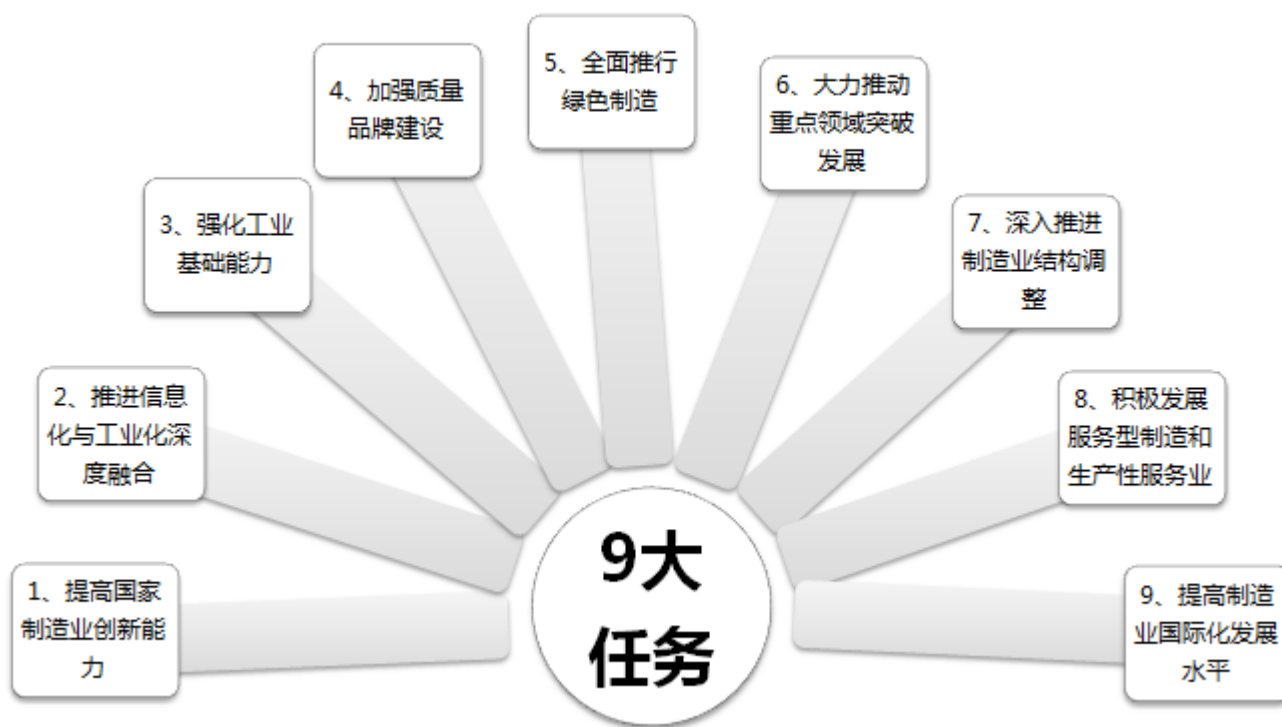 1、提高国家
制造业创新能
力
2、推进信息
化与工业化深
度融合
3、强化工业
基础能力
4、加强质量
品牌建设
5、全面推行
绿色制造
6、大力推动
重点领域突破
发展
7、深入推进
制造业结构调
整
8、积极发展
服务型制造和
生产性服务业
9、提高制造
业国际化发展
水平
9大
任务